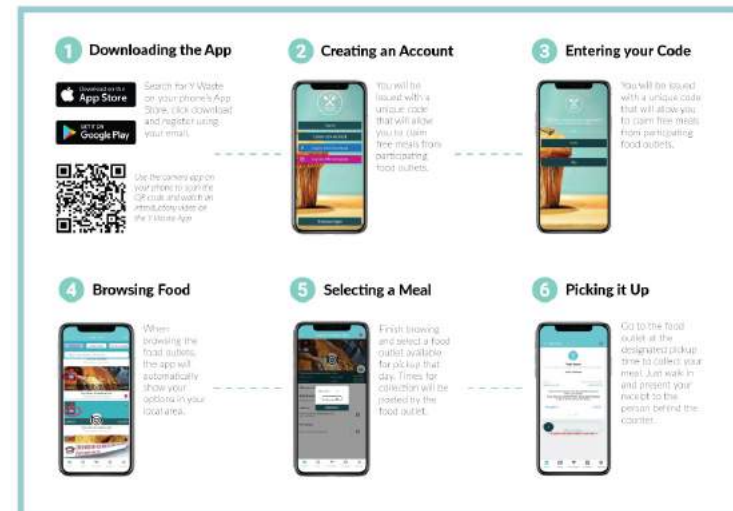 1 Downloading the App
Download on the
App Store
GET IT ON
Google Play
Search for Y Waste
on your phone's App
Store, click download
and register using
your email.
Use the camera app on
your phone to scan the
QR code and watch an
introductory video on
the Y Waste App
2 Creating an Account
You will be
issued with a
unique code
that will allow
you to claim
free meals from
participating
food outlets.
3 Entering your Code
You will be issued
with a unique code
that will allow you
to claim free meals
from participating
food outlets.
4 Browsing Food
When
browsing the
food outlets,
the app will
automatically
show your
options in your
local area.
5 Selecting a Meal
Finish browing
and select a food
outlet available
for pickup that
day. Times for
collection will be
posted by the
food outlet.
6 Picking it Up
Go to the food
outlet at the
designated pickup
time to collect your
meal. Just walk in
and present your
receipt to the
person behind the
counter.